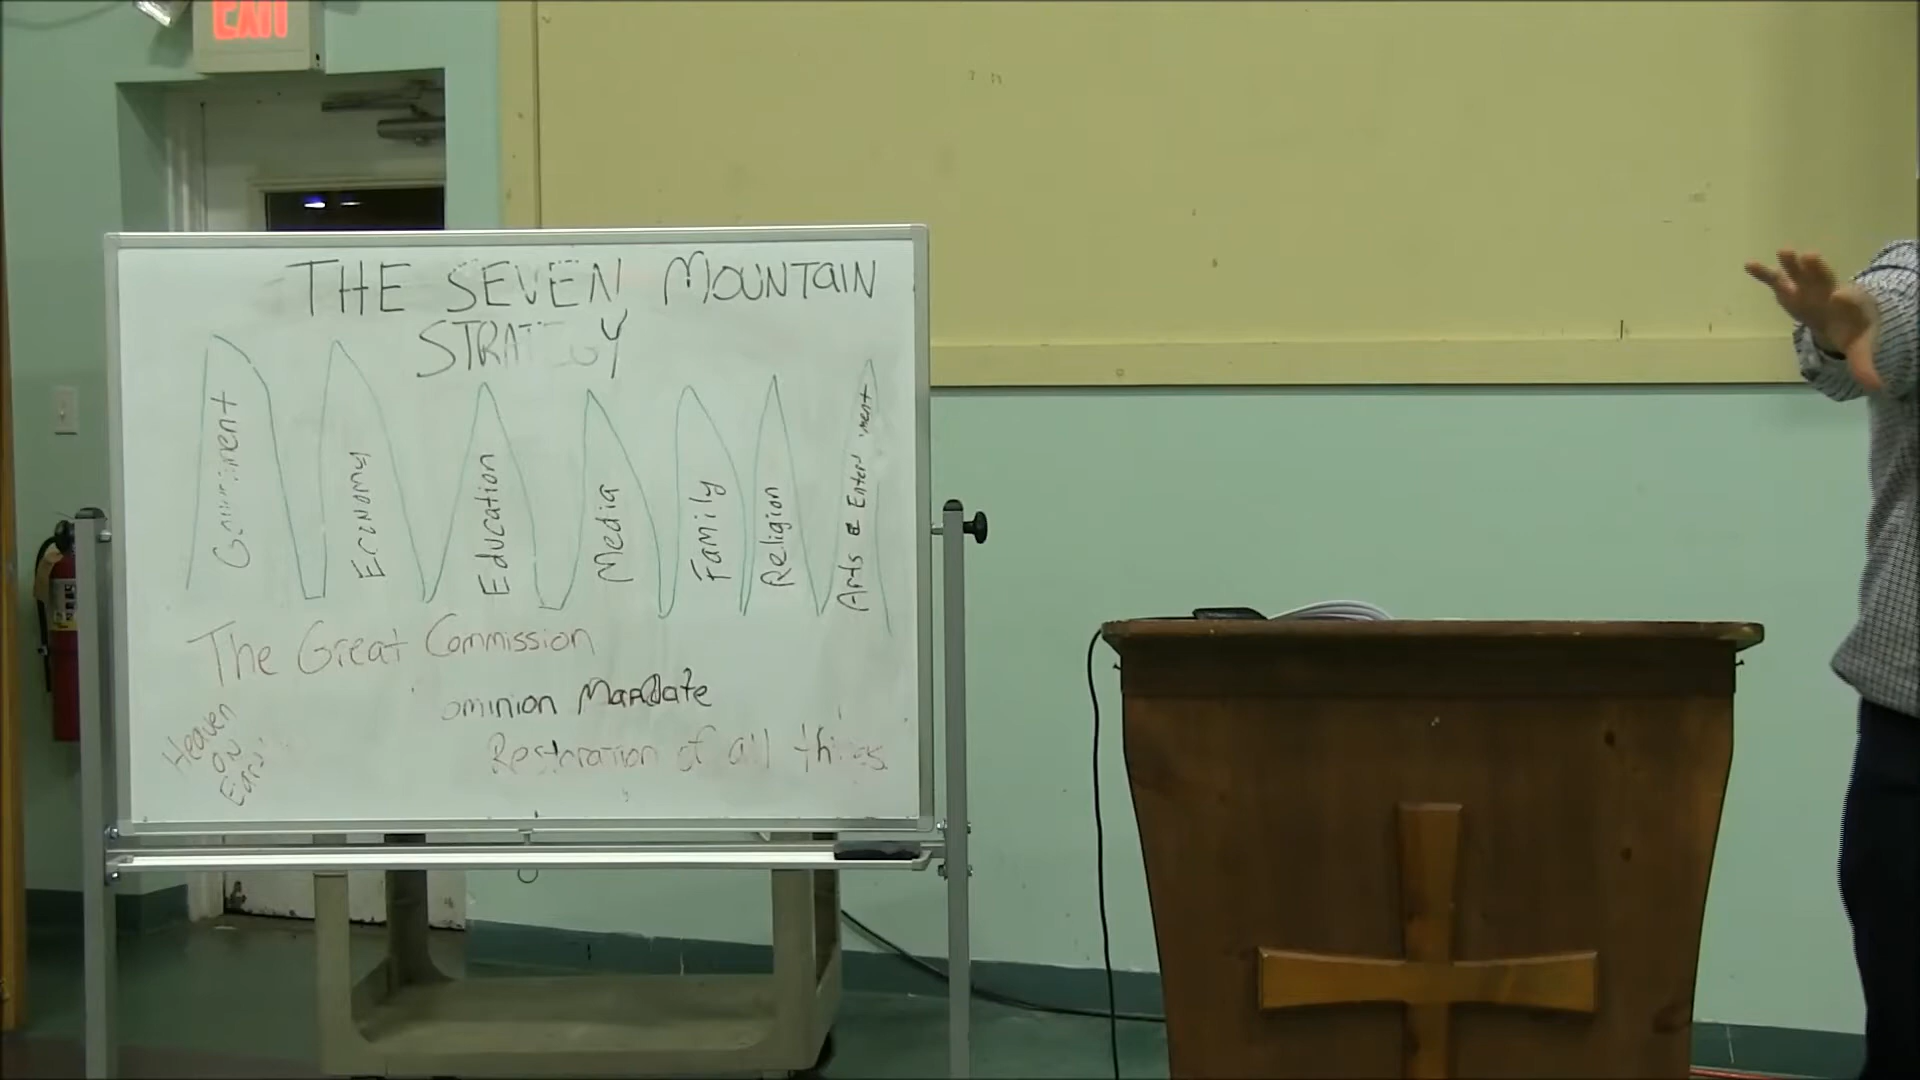 EXIT
THE SEVEN MOUNTAIN
STRATEGY
Government
Economy
Education
Media
Family
Religion
Arts & Entertainment
The Great Commission
ominion Mandate
Restoration of all things
Heaven
on
Earth